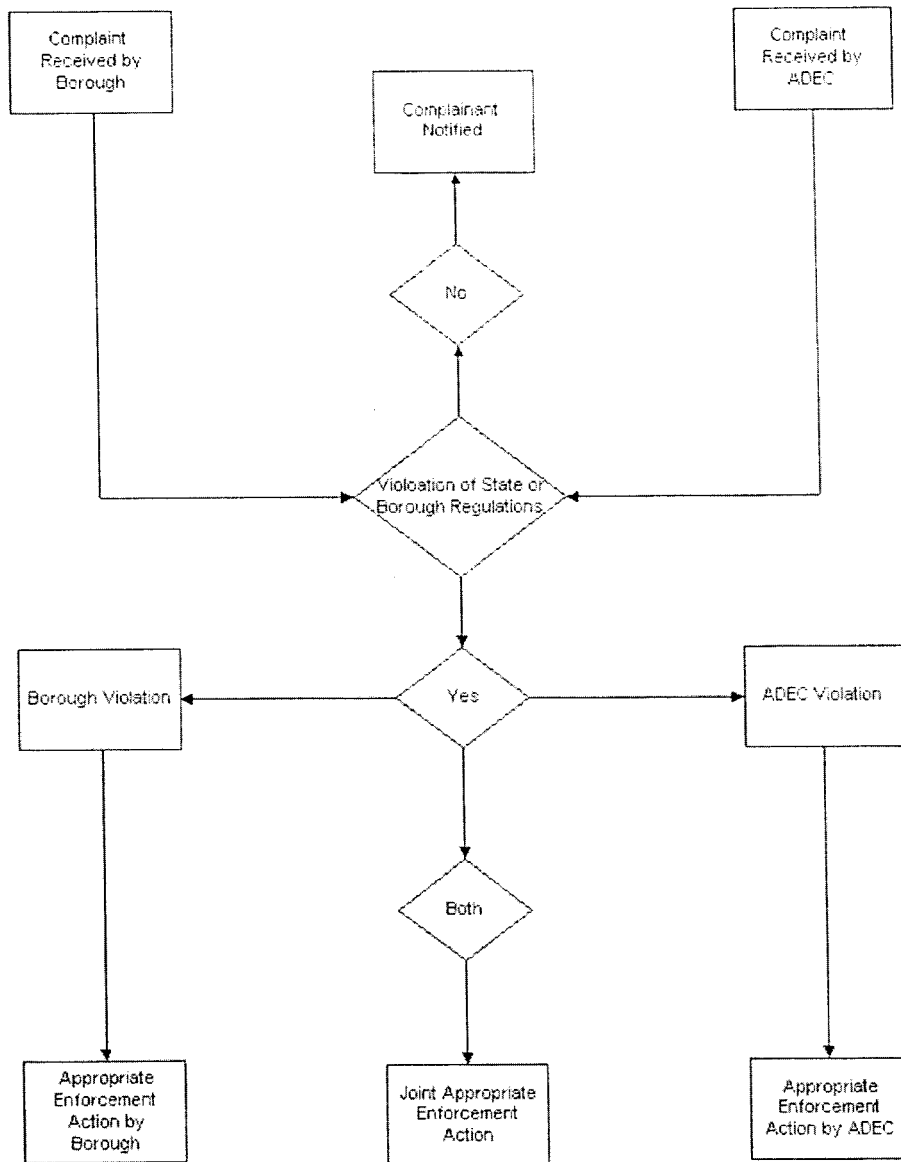 Complaint
Received by
Borough
Complaint
Received by
ADEC
Complainant
Notified
No
Violoation of State or
Borough Regulations
Borough Violation
Yes
ADEC Violation
Both
Appropriate
Enforcement
Action by
Borough
Joint Appropriate
Enforcement
Action
Appropriate
Enforcement
Action by ADEC